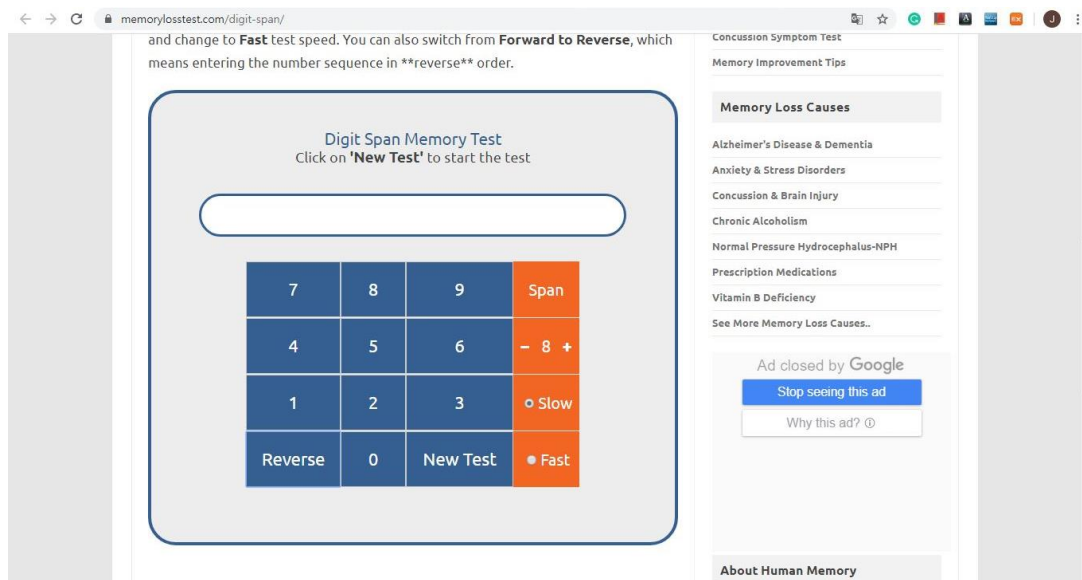 memorylosstest.com/digit-span/
J
and change to Fast test speed. You can also switch from Forward to Reverse, which
means entering the number sequence in **reverse** order.
Digit Span Memory Test
Click on 'New Test' to start the test
7 8 9 Span
4 5 6 – 8 +
1 2 3 Slow
Reverse 0 New Test Fast
Concussion Symptom Test
Memory Improvement Tips
Memory Loss Causes
Alzheimer's Disease & Dementia
Anxiety & Stress Disorders
Concussion & Brain Injury
Chronic Alcoholism
Normal Pressure Hydrocephalus-NPH
Prescription Medications
Vitamin B Deficiency
See More Memory Loss Causes..
Ad closed by Google
Stop seeing this ad
Why this ad?
About Human Memory